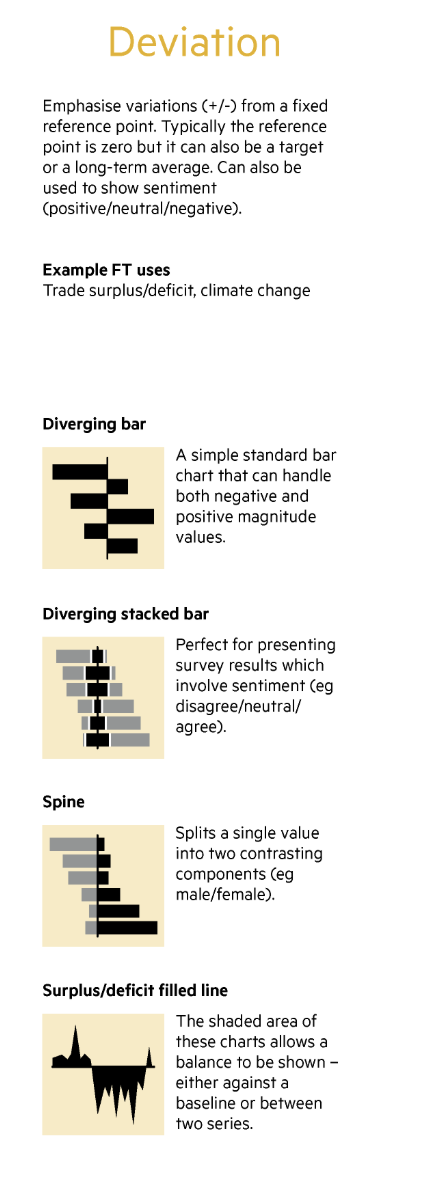 Deviation
Emphasise variations (+/-) from a fixed
reference point. Typically the reference
point is zero but it can also be a target
or a long-term average. Can also be
used to show sentiment
(positive/neutral/negative).
Example FT uses
Trade surplus/deficit, climate change
Diverging bar
A simple standard bar
chart that can handle
both negative and
positive magnitude
values.
Diverging stacked bar
Perfect for presenting
survey results which
involve sentiment (eg
disagree/neutral/
agree).
Spine
Splits a single value
into two contrasting
components (eg
male/female).
Surplus/deficit filled line
The shaded area of
these charts allows a
balance to be shown –
either against a
baseline or between
two series.